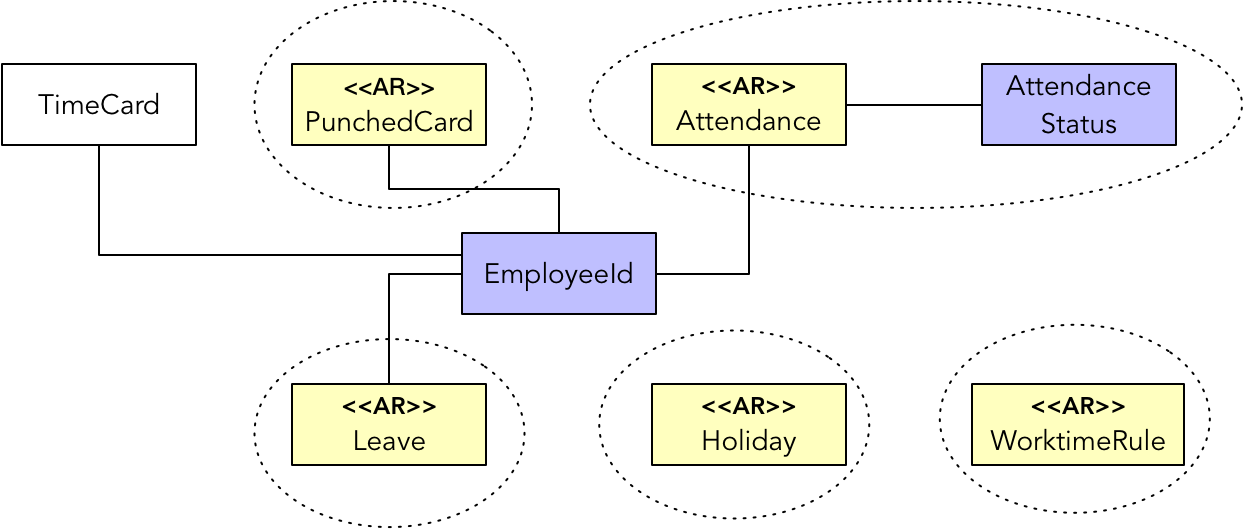 TimeCard
<<AR>>
PunchedCard
<<AR>>
Attendance
Attendance
Status
EmployeeId
<<AR>>
Leave
<<AR>>
Holiday
<<AR>>
WorktimeRule